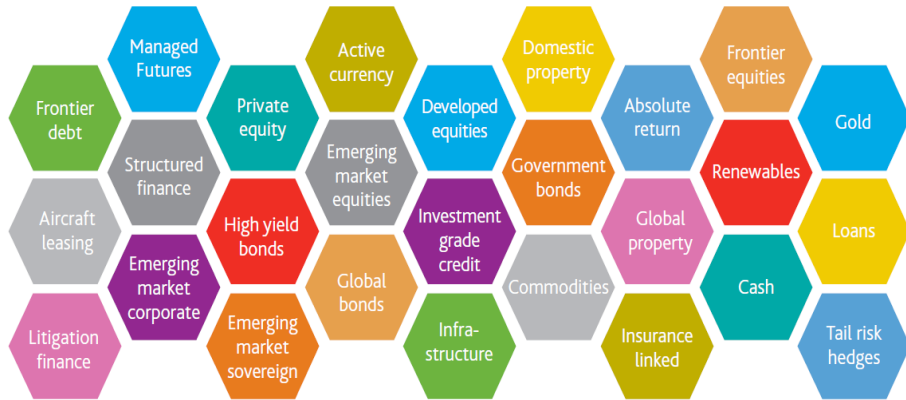 Managed
Futures
Active
currency
Domestic
property
Frontier
equities
Frontier
debt
Private
equity
Developed
equities
Absolute
return
Gold
Structured
finance
Emerging
market
equities
Government
bonds
Renewables
Aircraft
leasing
High yield
bonds
Investment
grade
credit
Global
property
Loans
Emerging
market
corporate
Global
bonds
Commodities
Cash
Litigation
finance
Emerging
market
sovereign
Infra-
structure
Insurance
linked
Tail risk
hedges